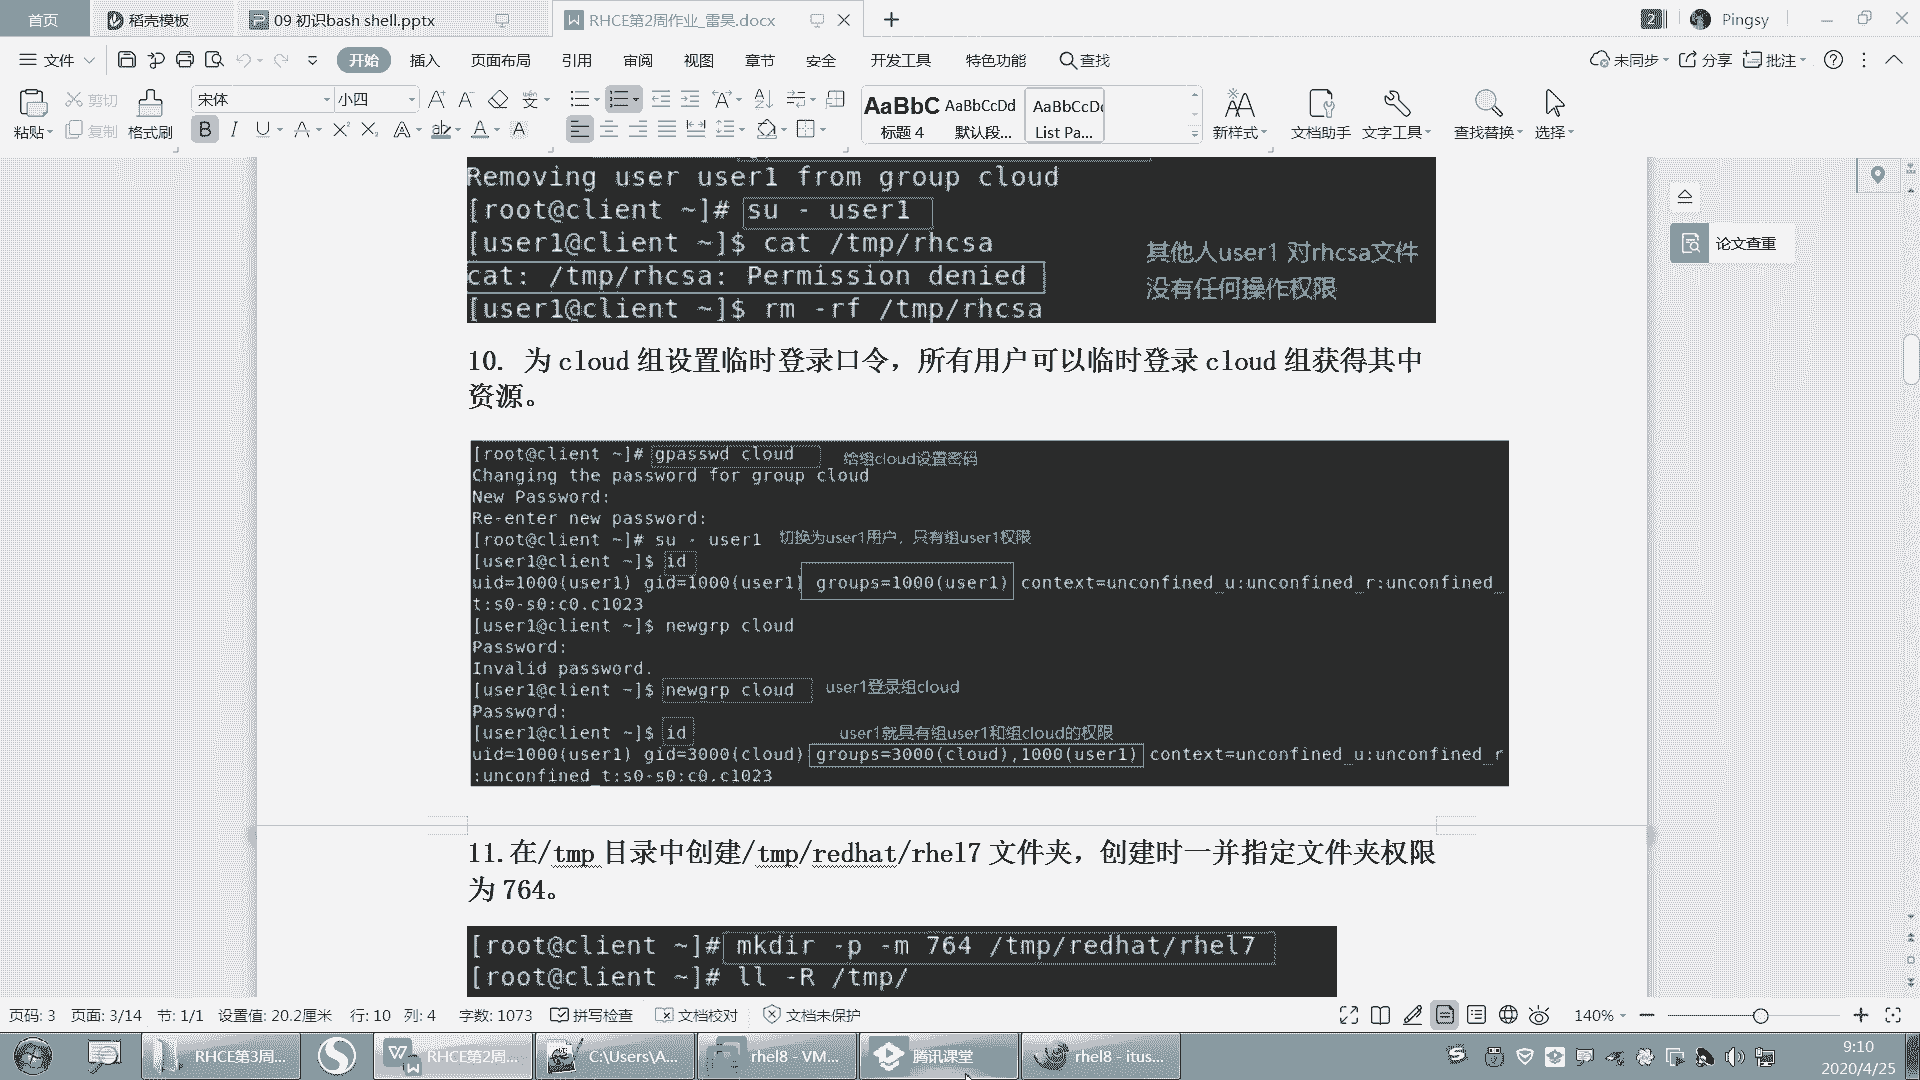 首页
稻壳模板
09 初识bash shell.pptx
RHCE第2周作业_雷昊.docx
2
Pingsy
文件
开始
插入
页面布局
引用
审阅
视图
章节
安全
开发工具
特色功能
查找
未同步
分享
批注
粘贴
剪切
复制
格式刷
宋体
小四
AaBbC
标题 4
AaBbCcDd
默认段...
AaBbCcDd
List Pa...
新样式
文档助手
文字工具
查找替换
选择
Removing user user1 from group cloud
[root@client ~]# su - user1
[user1@client ~]$ cat /tmp/rhcsa
cat: /tmp/rhcsa: Permission denied
[user1@client ~]$ rm -rf /tmp/rhcsa
其他人user1 对rhcsa文件
没有任何操作权限
论文查重
10. 为 cloud 组设置临时登录口令，所有用户可以临时登录 cloud 组获得其中
资源。
[root@client ~]# gpasswd cloud 给组cloud设置密码
Changing the password for group cloud
New Password:
Re-enter new password:
[root@client ~]# su - user1 切换为user1用户，只有组user1权限
[user1@client ~]$ id
uid=1000(user1) gid=1000(user1) groups=1000(user1) context=unconfined_u:unconfined_r:unconfined_
t:s0-s0:c0.c1023
[user1@client ~]$ newgrp cloud
Password:
Invalid password.
[user1@client ~]$ newgrp cloud user1登录组cloud
Password:
[user1@client ~]$ id user1就具有组user1和组cloud的权限
uid=1000(user1) gid=3000(cloud) groups=3000(cloud),1000(user1) context=unconfined_u:unconfined_r
:unconfined_t:s0-s0:c0.c1023
11.在/tmp 目录中创建/tmp/redhat/rhel7 文件夹，创建时一并指定文件夹权限
为 764。
[root@client ~]# mkdir -p -m 764 /tmp/redhat/rhel7
[root@client ~]# ll -R /tmp/
页码: 3
页面: 3/14
节: 1/1
设置值: 20.2厘米
行: 10
列: 4
字数: 1073
拼写检查
文档校对
文档未保护
140%
RHCE第3周...
RHCE第2周...
C:\Users\A...
rhel8 - VM...
腾讯课堂
rhel8 - itus...
9:10
2020/4/25